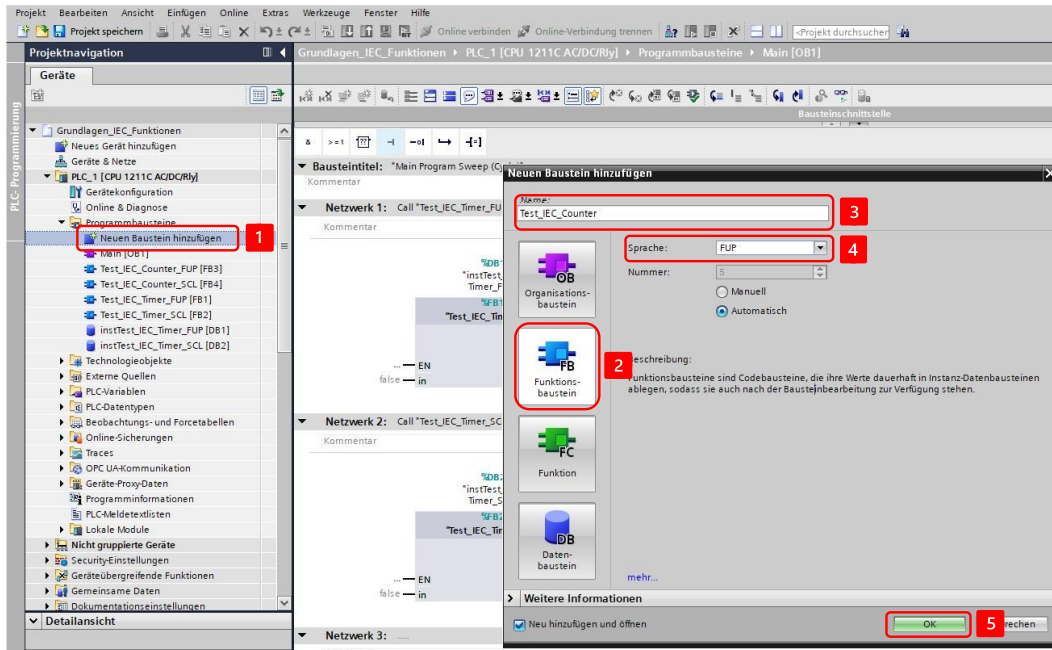 Projekt Bearbeiten Ansicht Einfügen Online Extras Werkzeuge Fenster Hilfe
Projekt speichern Online verbinden Online-Verbindung trennen <Projekt durchsuchen
Projektnavigation
Grundlagen_IEC_Funktionen ▸ PLC_1 [CPU 1211C AC/DC/Rly] ▸ Programmbausteine ▸ Main [OB1]
Geräte
PLC-Programmierung
Bausteinschnittstelle
& >=1 [??] ⊣ -o| ↦ -[=]
Grundlagen_IEC_Funktionen
Neues Gerät hinzufügen
Geräte & Netze
PLC_1 [CPU 1211C AC/DC/Rly]
Gerätekonfiguration
Online & Diagnose
Programmbausteine
Neuen Baustein hinzufügen
1
Main [OB1]
Test_IEC_Counter_FUP [FB3]
Test_IEC_Counter_SCL [FB4]
Test_IEC_Timer_FUP [FB1]
Test_IEC_Timer_SCL [FB2]
instTest_IEC_Timer_FUP [DB1]
instTest_IEC_Timer_SCL [DB2]
Technologieobjekte
Externe Quellen
PLC-Variablen
PLC-Datentypen
Beobachtungs- und Forcetabellen
Online-Sicherungen
Traces
OPC UA-Kommunikation
Geräte-Proxy-Daten
Programminformationen
PLC-Meldetextlisten
Lokale Module
Nicht gruppierte Geräte
Security-Einstellungen
Geräteübergreifende Funktionen
Gemeinsame Daten
Dokumentationseinstellungen
Detailansicht
Bausteintitel: "Main Program Sweep (Cy
Kommentar
Netzwerk 1: Call "Test_IEC_Timer_FU
Kommentar
%DB1
"instTest_
Timer_F
%FB1
"Test_IEC_Tim
... EN
false in
Netzwerk 2: Call "Test_IEC_Timer_SC
Kommentar
%DB2
"instTest_
Timer_S
%FB2
"Test_IEC_Tim
... EN
false in
Netzwerk 3: .....
Neuen Baustein hinzufügen
X
Name:
Test_IEC_Counter
3
Sprache: FUP
4
Nummer: 5
Manuell
Automatisch
OB
Organisations-
baustein
FB
Funktions-
baustein
2
Beschreibung:
Funktionsbausteine sind Codebausteine, die ihre Werte dauerhaft in Instanz-Datenbausteinen
ablegen, sodass sie auch nach der Bausteinbearbeitung zur Verfügung stehen.
FC
Funktion
DB
Daten-
baustein
mehr...
Weitere Informationen
Neu hinzufügen und öffnen
OK
5
rechen